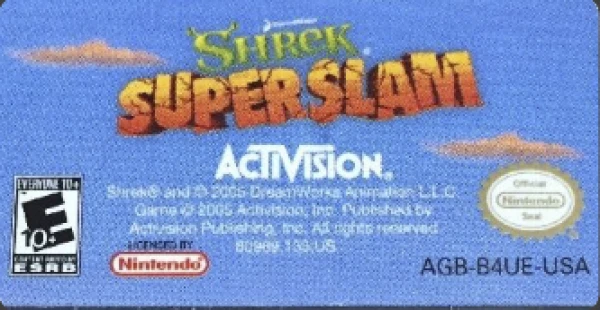 DREAMWORKS
SHREK®
SUPER SLAM
ACTIVISION®
EVERYONE 10+
E
10+
CONTENT RATED BY
ESRB
Shrek® and © 2005 DreamWorks Animation L.L.C.
Game © 2005 Activision, Inc. Published by
Activision Publishing, Inc. All rights reserved.
80969.133.US
LICENSED BY
Nintendo®
Official
Nintendo
Seal
AGB-B4UE-USA